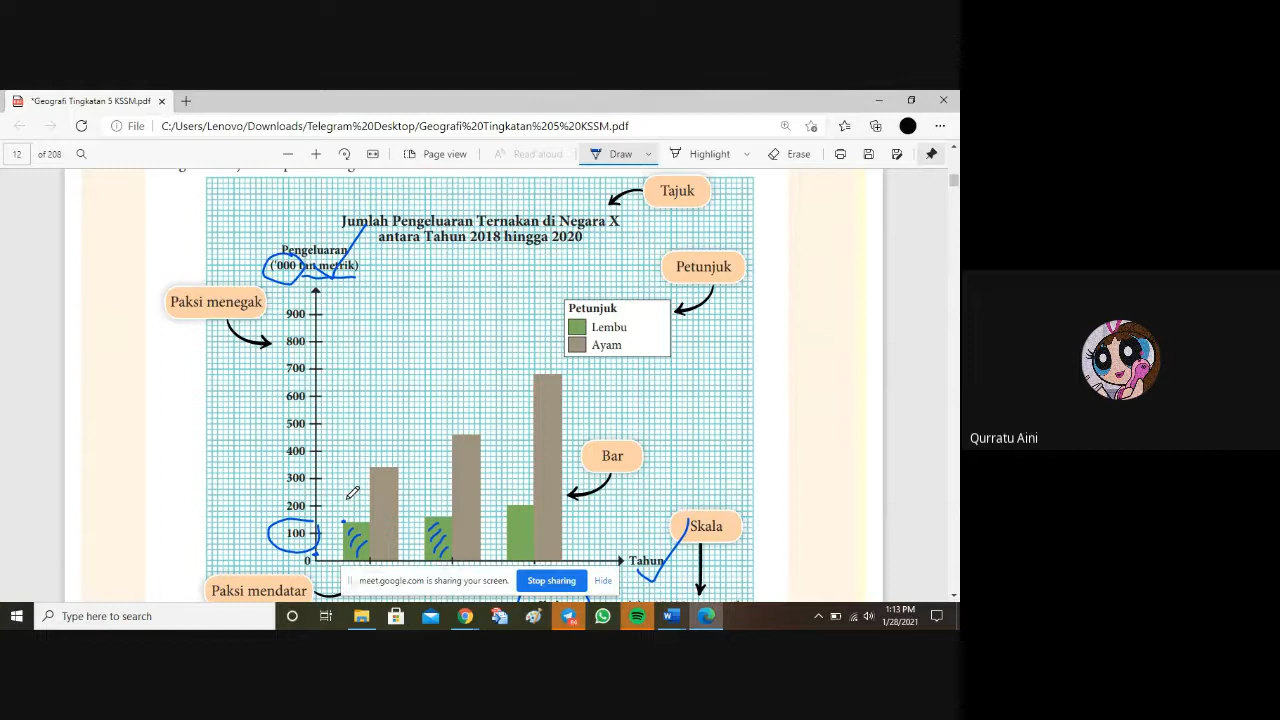 *Geografi Tingkatan 5 KSSM.pdf
File C:/Users/Lenovo/Downloads/Telegram%20Desktop/Geografi%20Tingkatan%205%20KSSM.pdf
12 of 208 Page view Read aloud Draw Highlight Erase
Tajuk
Jumlah Pengeluaran Ternakan di Negara X
antara Tahun 2018 hingga 2020
Pengeluaran
('000 tan metrik)
Petunjuk
Paksi menegak
Petunjuk
Lembu
Ayam
900
800
700
600
500
400
300
200
100
0
Bar
Skala
Tahun
Paksi mendatar
meet.google.com is sharing your screen. Stop sharing Hide
Type here to search
1:13 PM
1/28/2021
Qurratu Aini